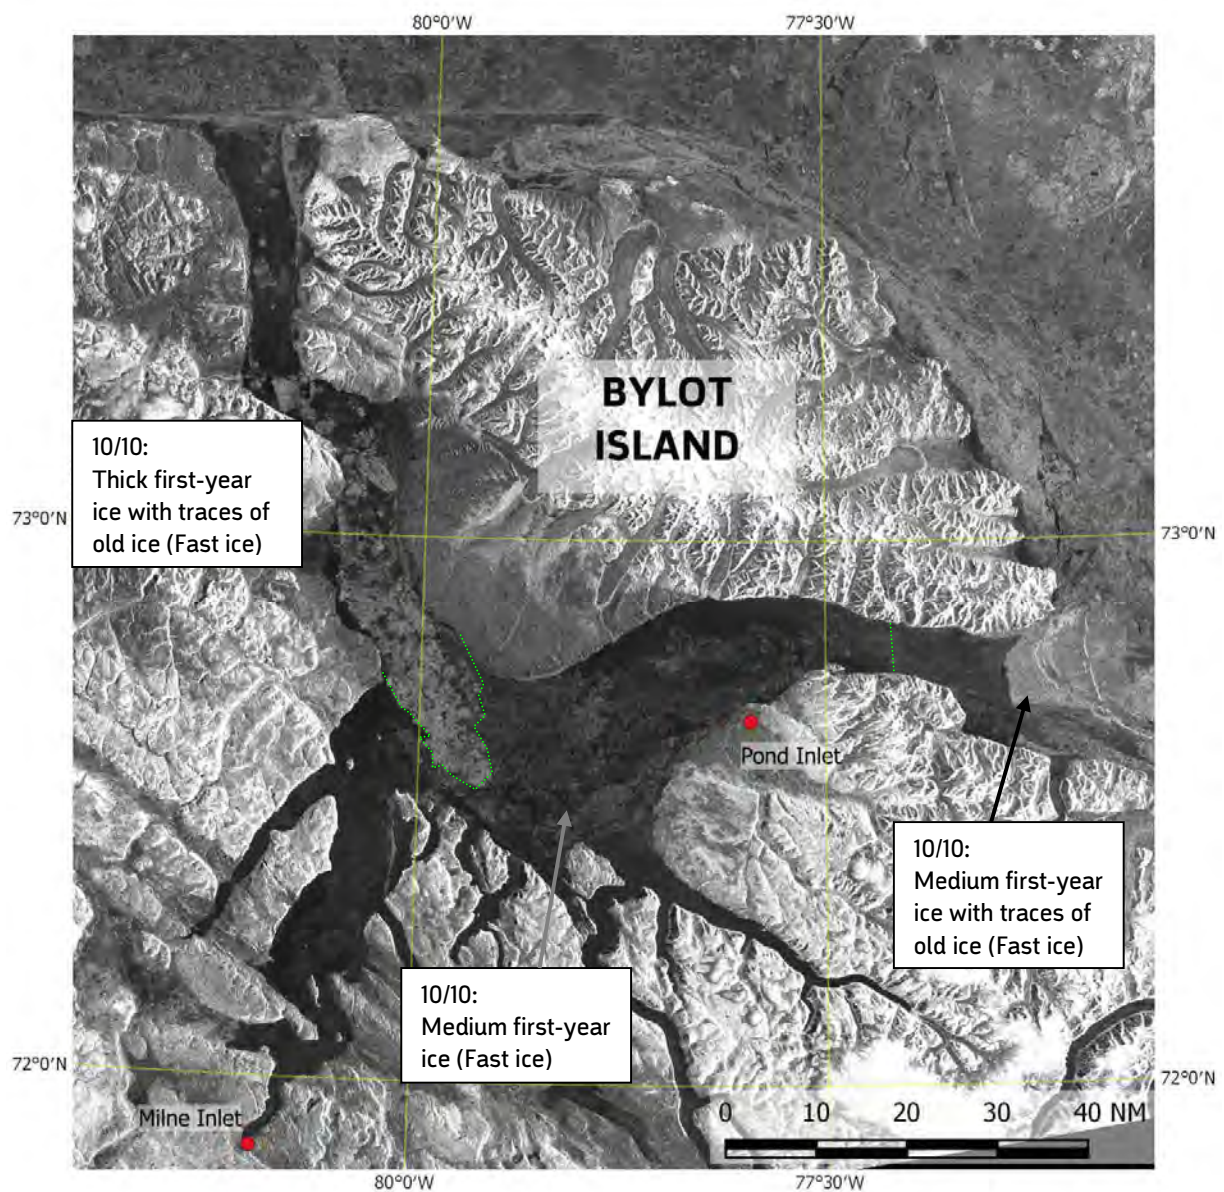 80°0'W
77°30'W
BYLOT
ISLAND
10/10:
Thick first-year
ice with traces of
old ice (Fast ice)
73°0'N
73°0'N
Pond Inlet
10/10:
Medium first-year
ice with traces of
old ice (Fast ice)
10/10:
Medium first-year
ice (Fast ice)
72°0'N
72°0'N
Milne Inlet
0 10 20 30 40 NM
80°0'W
77°30'W